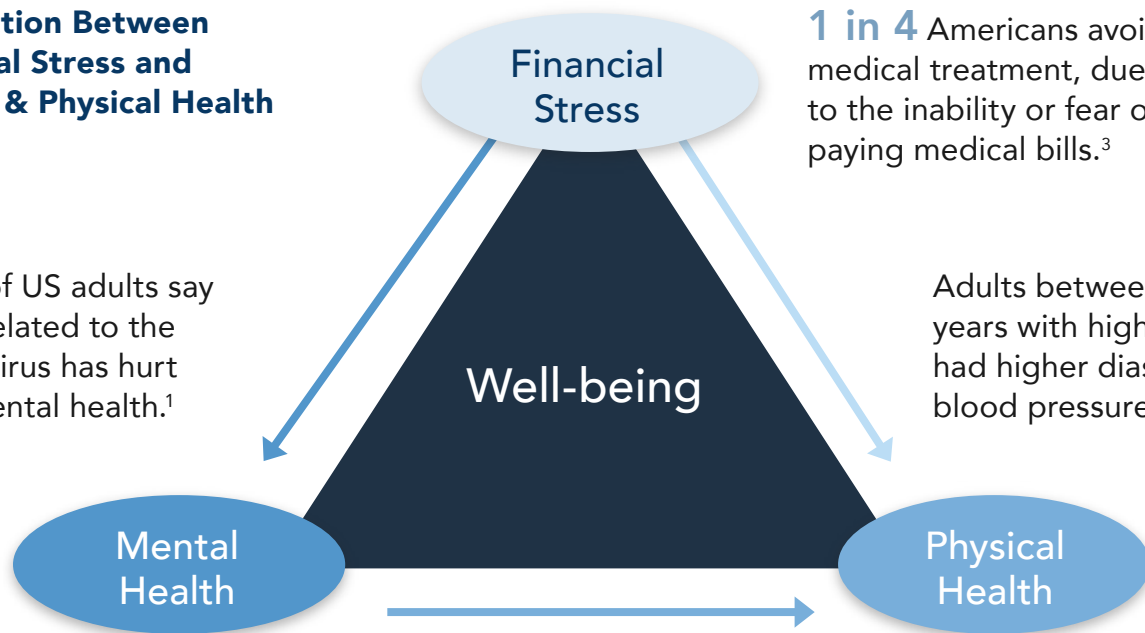 tion Between
al Stress and
& Physical Health
Financial
Stress
1 in 4 Americans avoi
medical treatment, due
to the inability or fear o
paying medical bills.³
of US adults say
elated to the
irus has hurt
ental health.¹
Adults between
years with high
had higher dias
blood pressure
Well-being
Mental
Health
Physical
Health